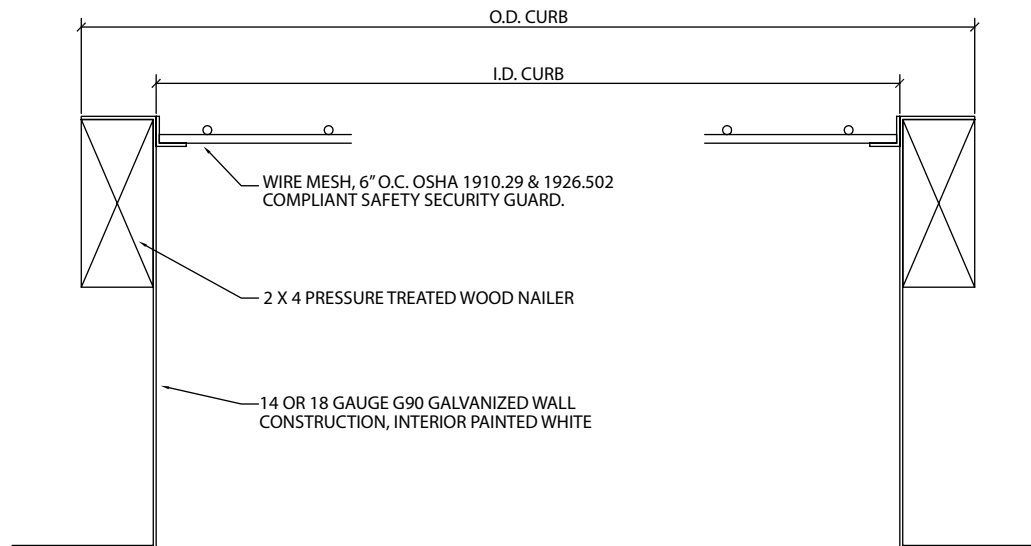 O.D. CURB
I.D. CURB
WIRE MESH, 6” O.C. OSHA 1910.29 & 1926.502
COMPLIANT SAFETY SECURITY GUARD.
2 X 4 PRESSURE TREATED WOOD NAILER
14 OR 18 GAUGE G90 GALVANIZED WALL
CONSTRUCTION, INTERIOR PAINTED WHITE